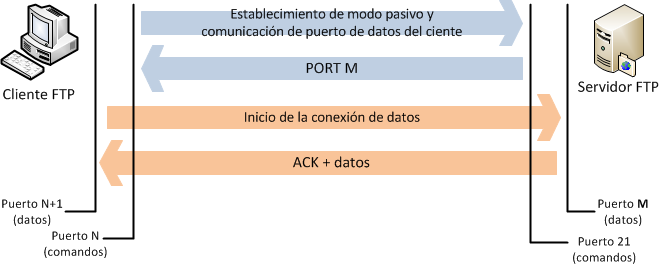 Establecimiento de modo pasivo y
comunicación de puerto de datos del ciente
PORT M
Cliente FTP
Servidor FTP
Inicio de la conexión de datos
ACK + datos
Puerto N+1
(datos)
Puerto N
(comandos)
Puerto M
(datos)
Puerto 21
(comandos)